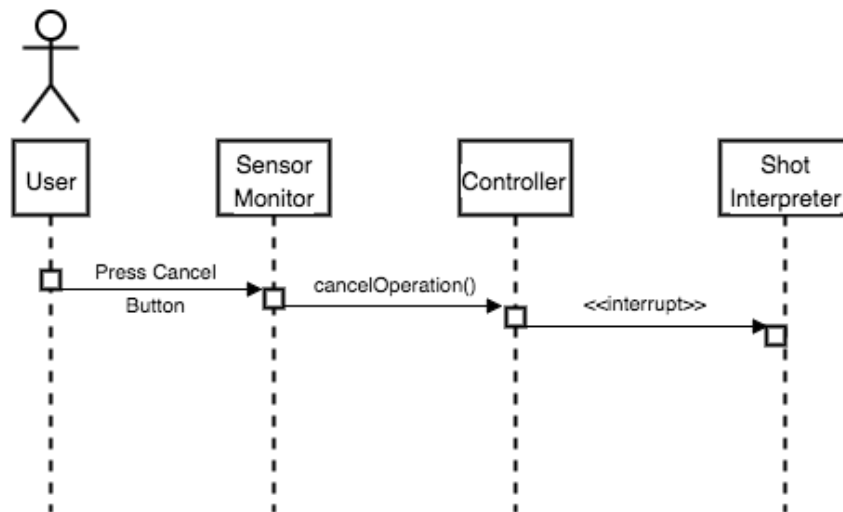 User
Sensor
Monitor
Controller
Shot
Interpreter
Press Cancel
Button
cancelOperation()
<<interrupt>>